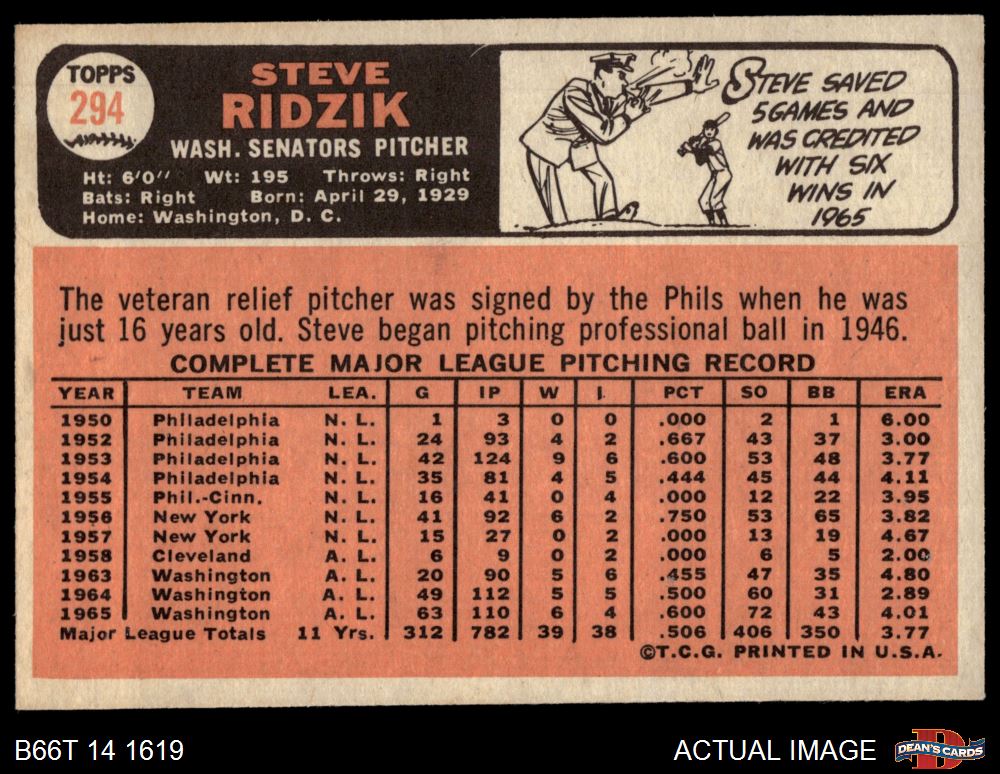 TOPPS
294
STEVE
RIDZIK
WASH. SENATORS PITCHER
Ht: 6'0" Wt: 195 Throws: Right
Bats: Right Born: April 29, 1929
Home: Washington, D. C.
STEVE SAVED
5 GAMES AND
WAS CREDITED
WITH SIX
WINS IN
1965
The veteran relief pitcher was signed by the Phils when he was
just 16 years old. Steve began pitching professional ball in 1946.
COMPLETE MAJOR LEAGUE PITCHING RECORD
YEAR TEAM LEA. G IP W L PCT SO BB ERA
1950 Philadelphia N. L. 1 3 0 0 .000 2 1 6.00
1952 Philadelphia N. L. 24 93 4 2 .667 43 37 3.00
1953 Philadelphia N. L. 42 124 9 6 .600 53 48 3.77
1954 Philadelphia N. L. 35 81 4 5 .444 45 44 4.11
1955 Phil.-Cinn. N. L. 16 41 0 4 .000 12 22 3.95
1956 New York N. L. 41 92 6 2 .750 53 65 3.82
1957 New York N. L. 15 27 0 2 .000 13 19 4.67
1958 Cleveland A. L. 6 9 0 2 .000 6 5 2.00
1963 Washington A. L. 20 90 5 6 .455 47 35 4.80
1964 Washington A. L. 49 112 5 5 .500 60 31 2.89
1965 Washington A. L. 63 110 6 4 .600 72 43 4.01
Major League Totals 11 Yrs. 312 782 39 38 .506 406 350 3.77
©T.C.G. PRINTED IN U.S.A.
B66T 14 1619
ACTUAL IMAGE
DEAN'S CARDS